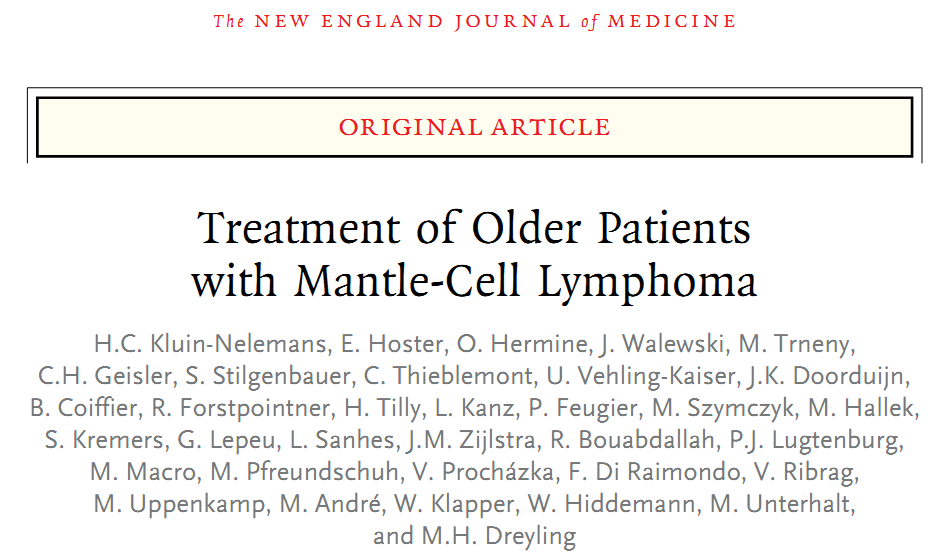 The NEW ENGLAND JOURNAL of MEDICINE
ORIGINAL ARTICLE
Treatment of Older Patients
with Mantle-Cell Lymphoma
H.C. Kluin-Nelemans, E. Hoster, O. Hermine, J. Walewski, M. Trneny,
C.H. Geisler, S. Stilgenbauer, C. Thieblemont, U. Vehling-Kaiser, J.K. Doorduijn,
B. Coiffier, R. Forstpointner, H. Tilly, L. Kanz, P. Feugier, M. Szymczyk, M. Hallek,
S. Kremers, G. Lepeu, L. Sanhes, J.M. Zijlstra, R. Bouabdallah, P.J. Lugtenburg,
M. Macro, M. Pfreundschuh, V. Procházka, F. Di Raimondo, V. Ribrag,
M. Uppenkamp, M. André, W. Klapper, W. Hiddemann, M. Unterhalt,
and M.H. Dreyling